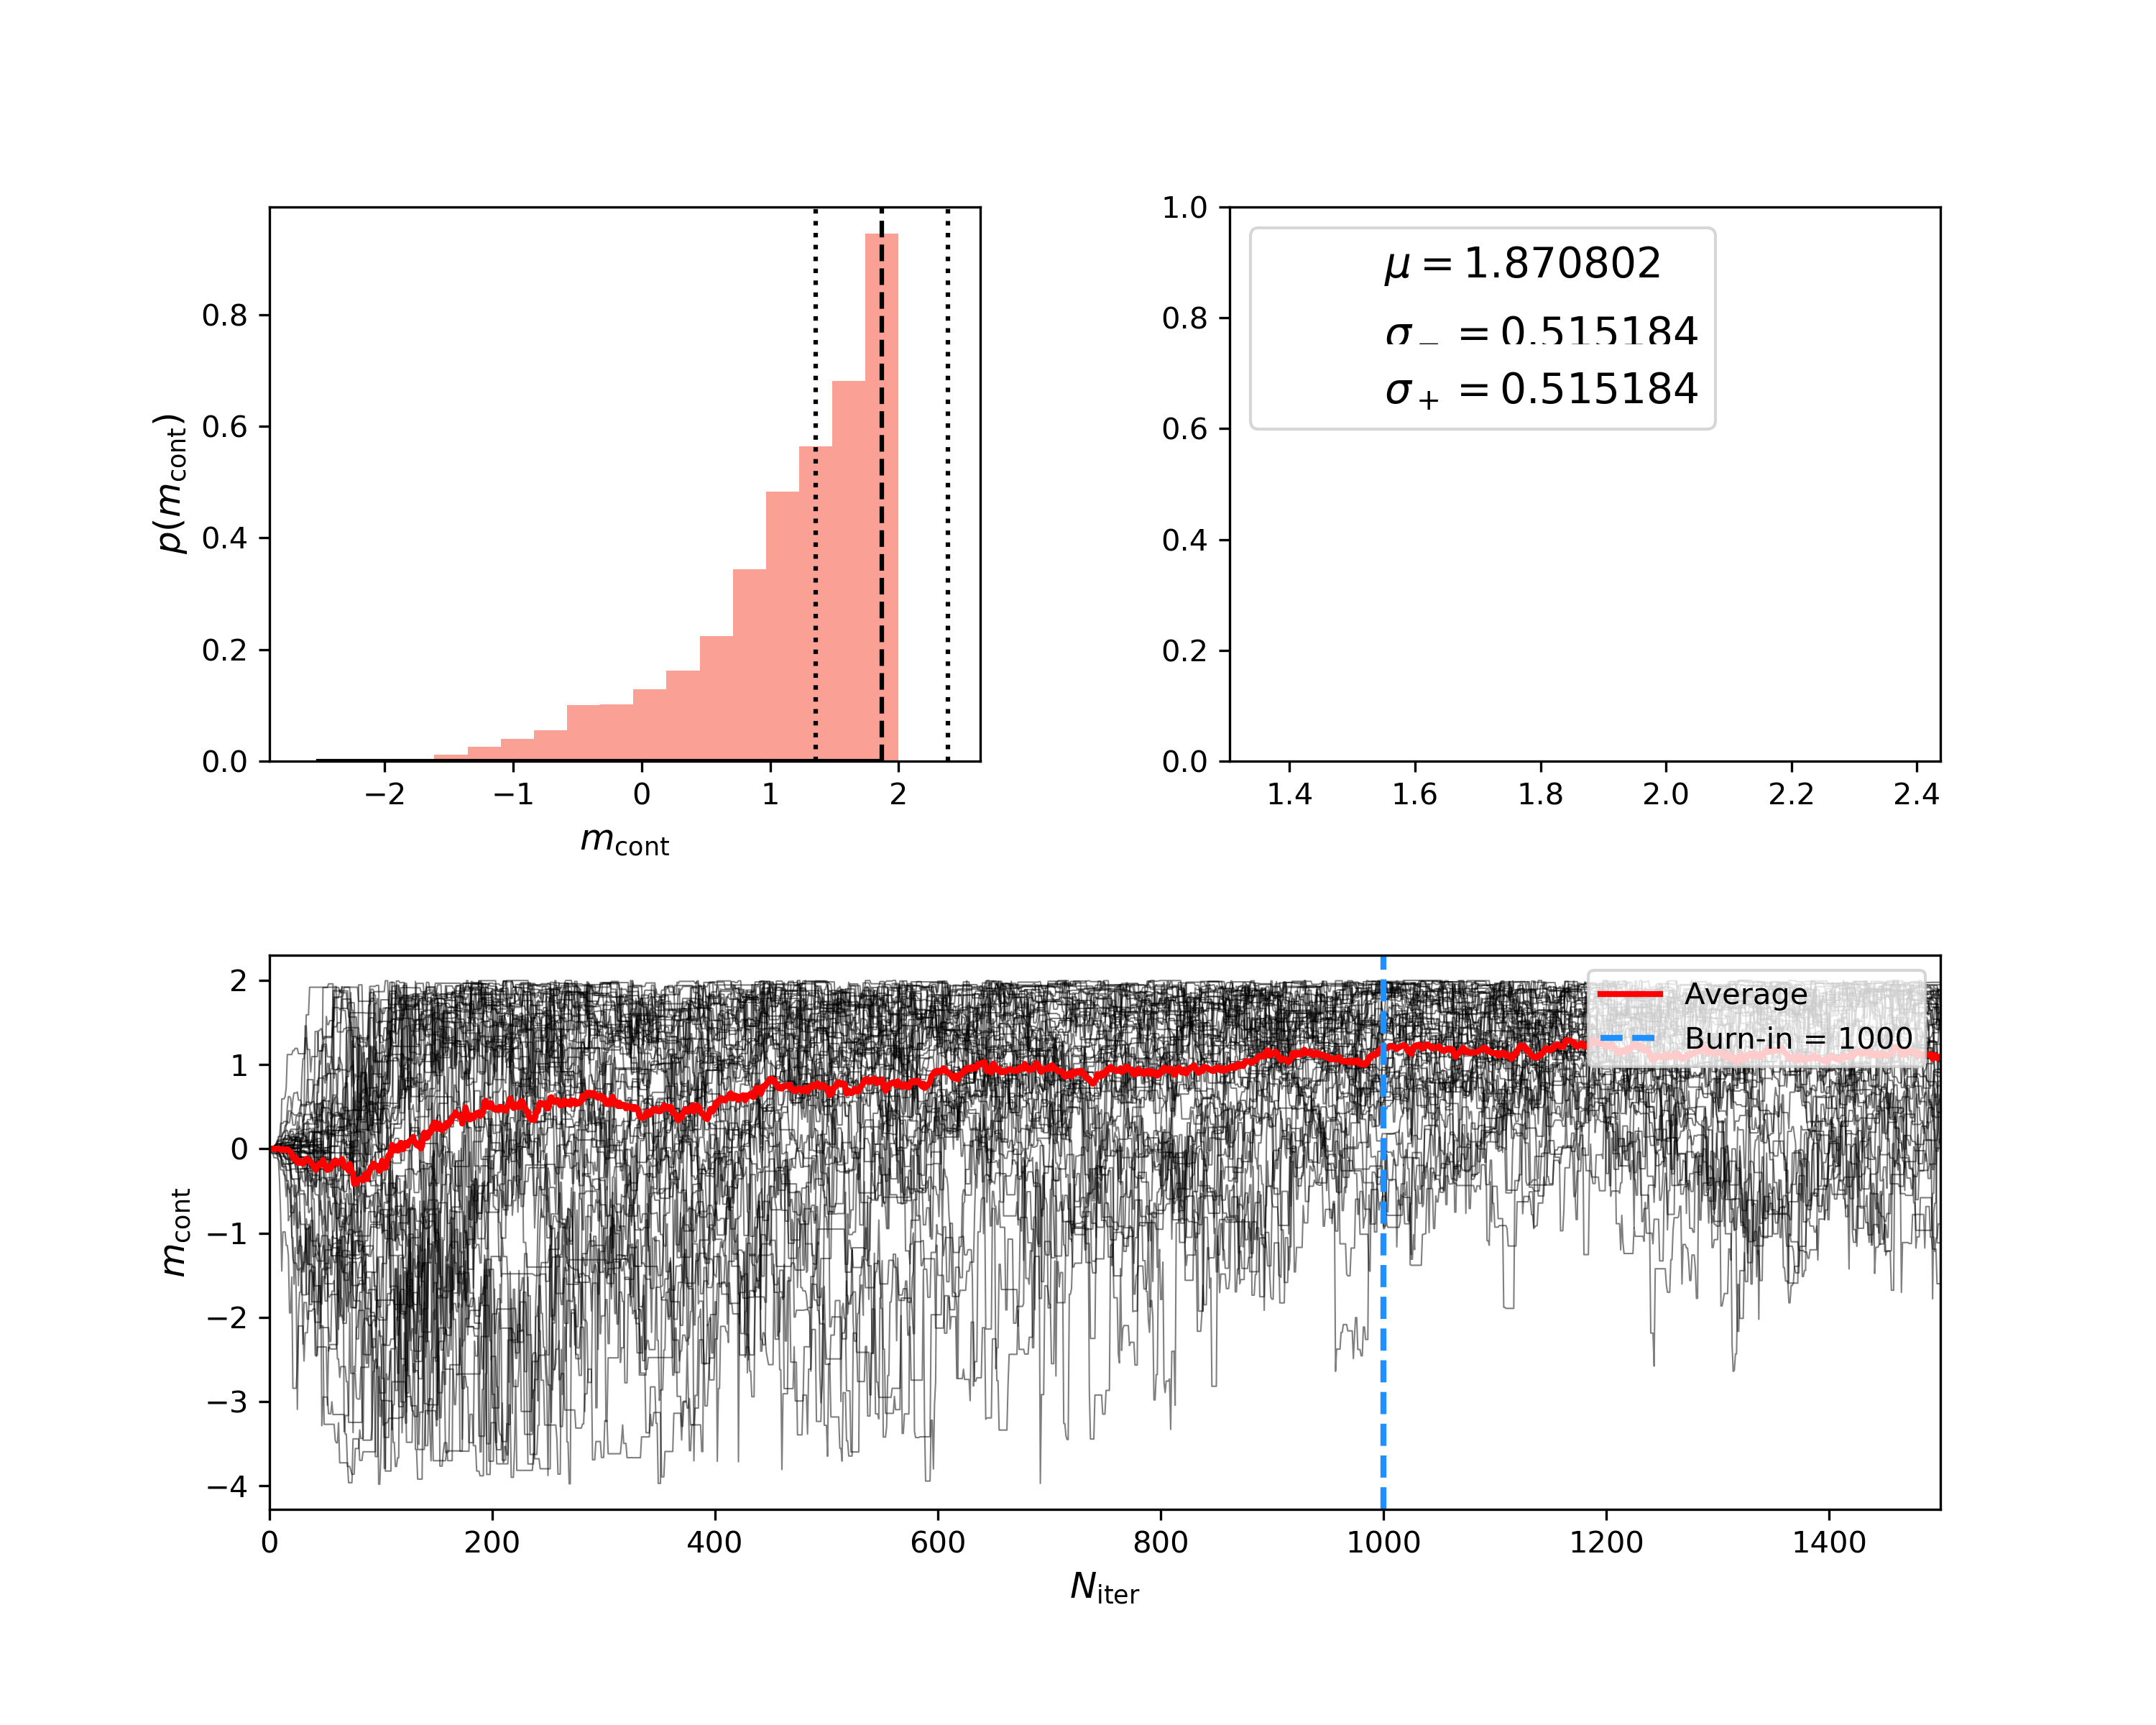 0.8
0.6
0.4
0.2
0.0
p(m_cont)
−2 −1 0 1 2
m_cont
1.0
0.8
0.6
0.4
0.2
0.0
μ = 1.870802
σ_− = 0.515184
σ_+ = 0.515184
1.4 1.6 1.8 2.0 2.2 2.4
2
1
0
−1
−2
−3
−4
m_cont
Average
Burn-in = 1000
0 200 400 600 800 1000 1200 1400
N_iter